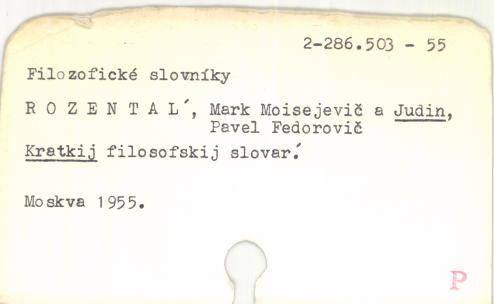 2-286.503 - 55
Filozofické slovníky
R O Z E N T A L´, Mark Moisejevič a Judin,
Pavel Fedorovič
Kratkij filosofskij slovar´.
Moskva 1955.
P